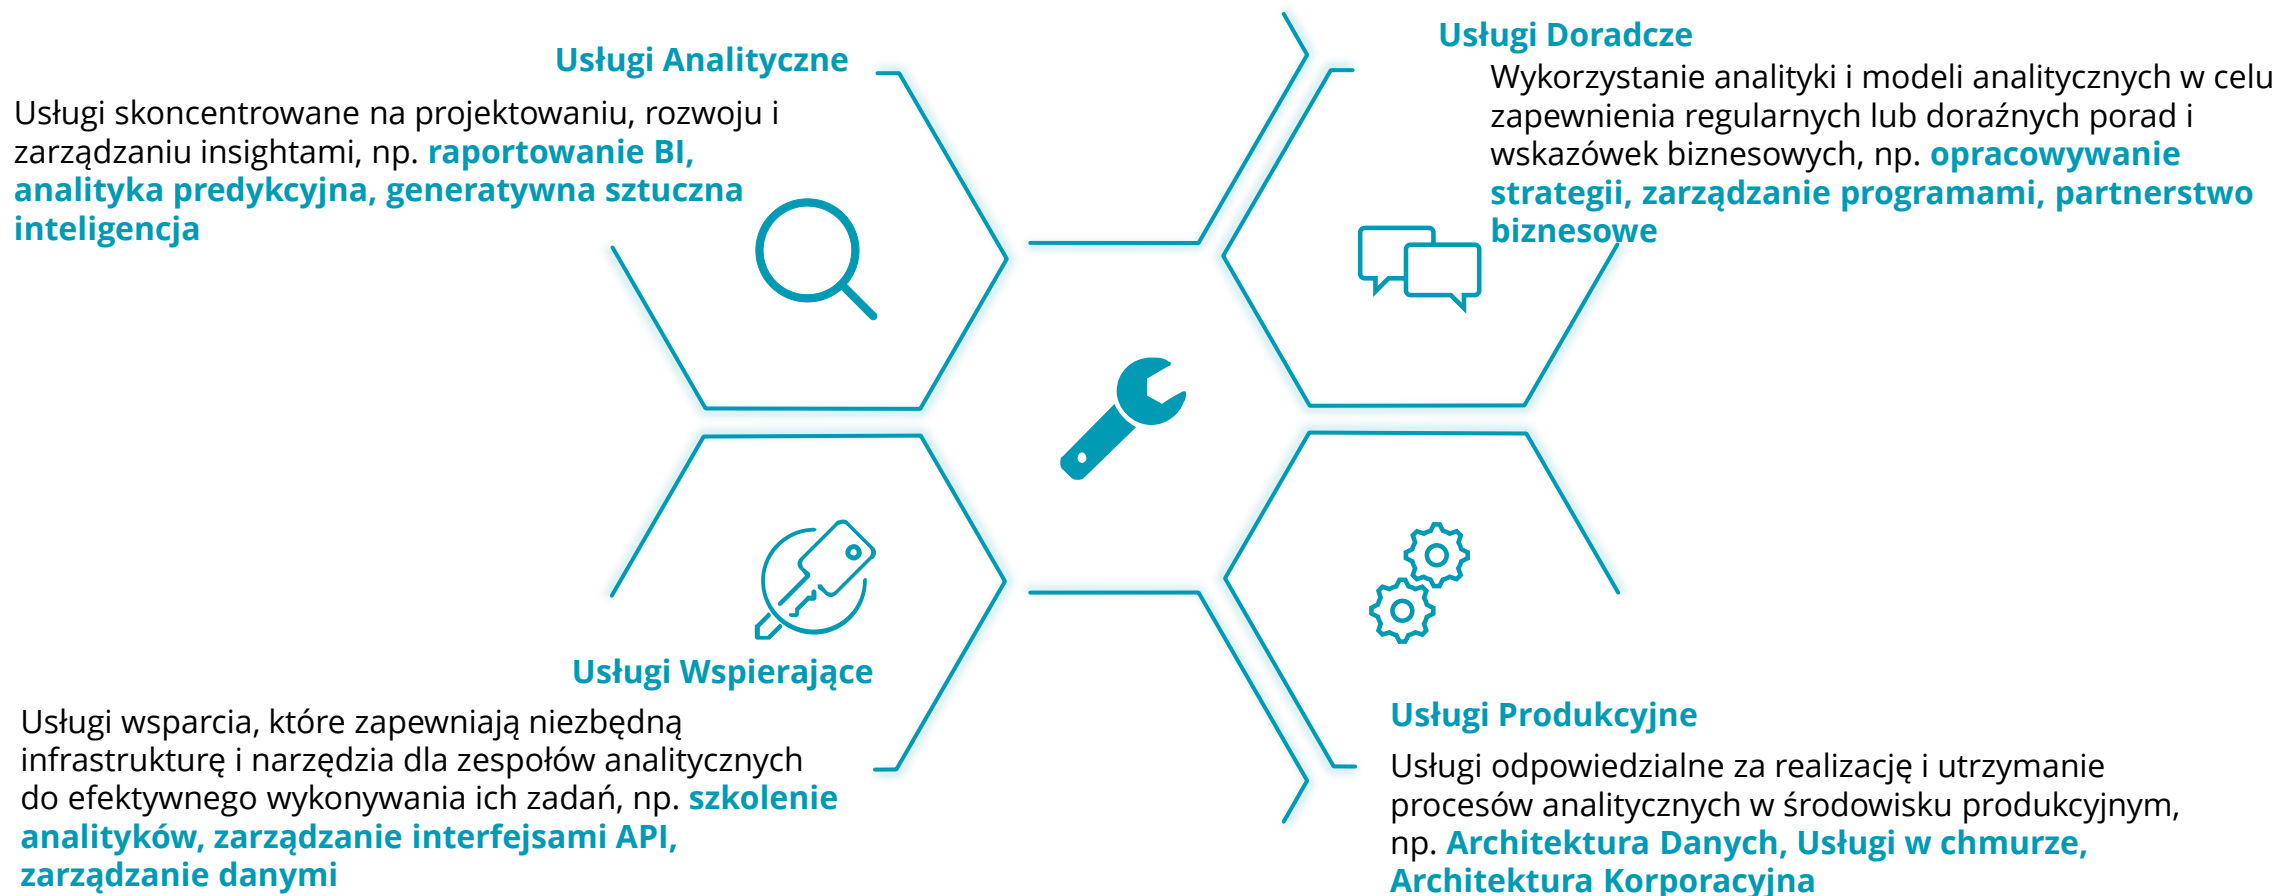 Usługi Analityczne
Usługi skoncentrowane na projektowaniu, rozwoju i
zarządzaniu insightami, np. raportowanie BI,
analityka predykcyjna, generatywna sztuczna
inteligencja
Usługi Doradcze
Wykorzystanie analityki i modeli analitycznych w celu
zapewnienia regularnych lub doraźnych porad i
wskazówek biznesowych, np. opracowywanie
strategii, zarządzanie programami, partnerstwo
biznesowe
Usługi Wspierające
Usługi wsparcia, które zapewniają niezbędną
infrastrukturę i narzędzia dla zespołów analitycznych
do efektywnego wykonywania ich zadań, np. szkolenie
analityków, zarządzanie interfejsami API,
zarządzanie danymi
Usługi Produkcyjne
Usługi odpowiedzialne za realizację i utrzymanie
procesów analitycznych w środowisku produkcyjnym,
np. Architektura Danych, Usługi w chmurze,
Architektura Korporacyjna